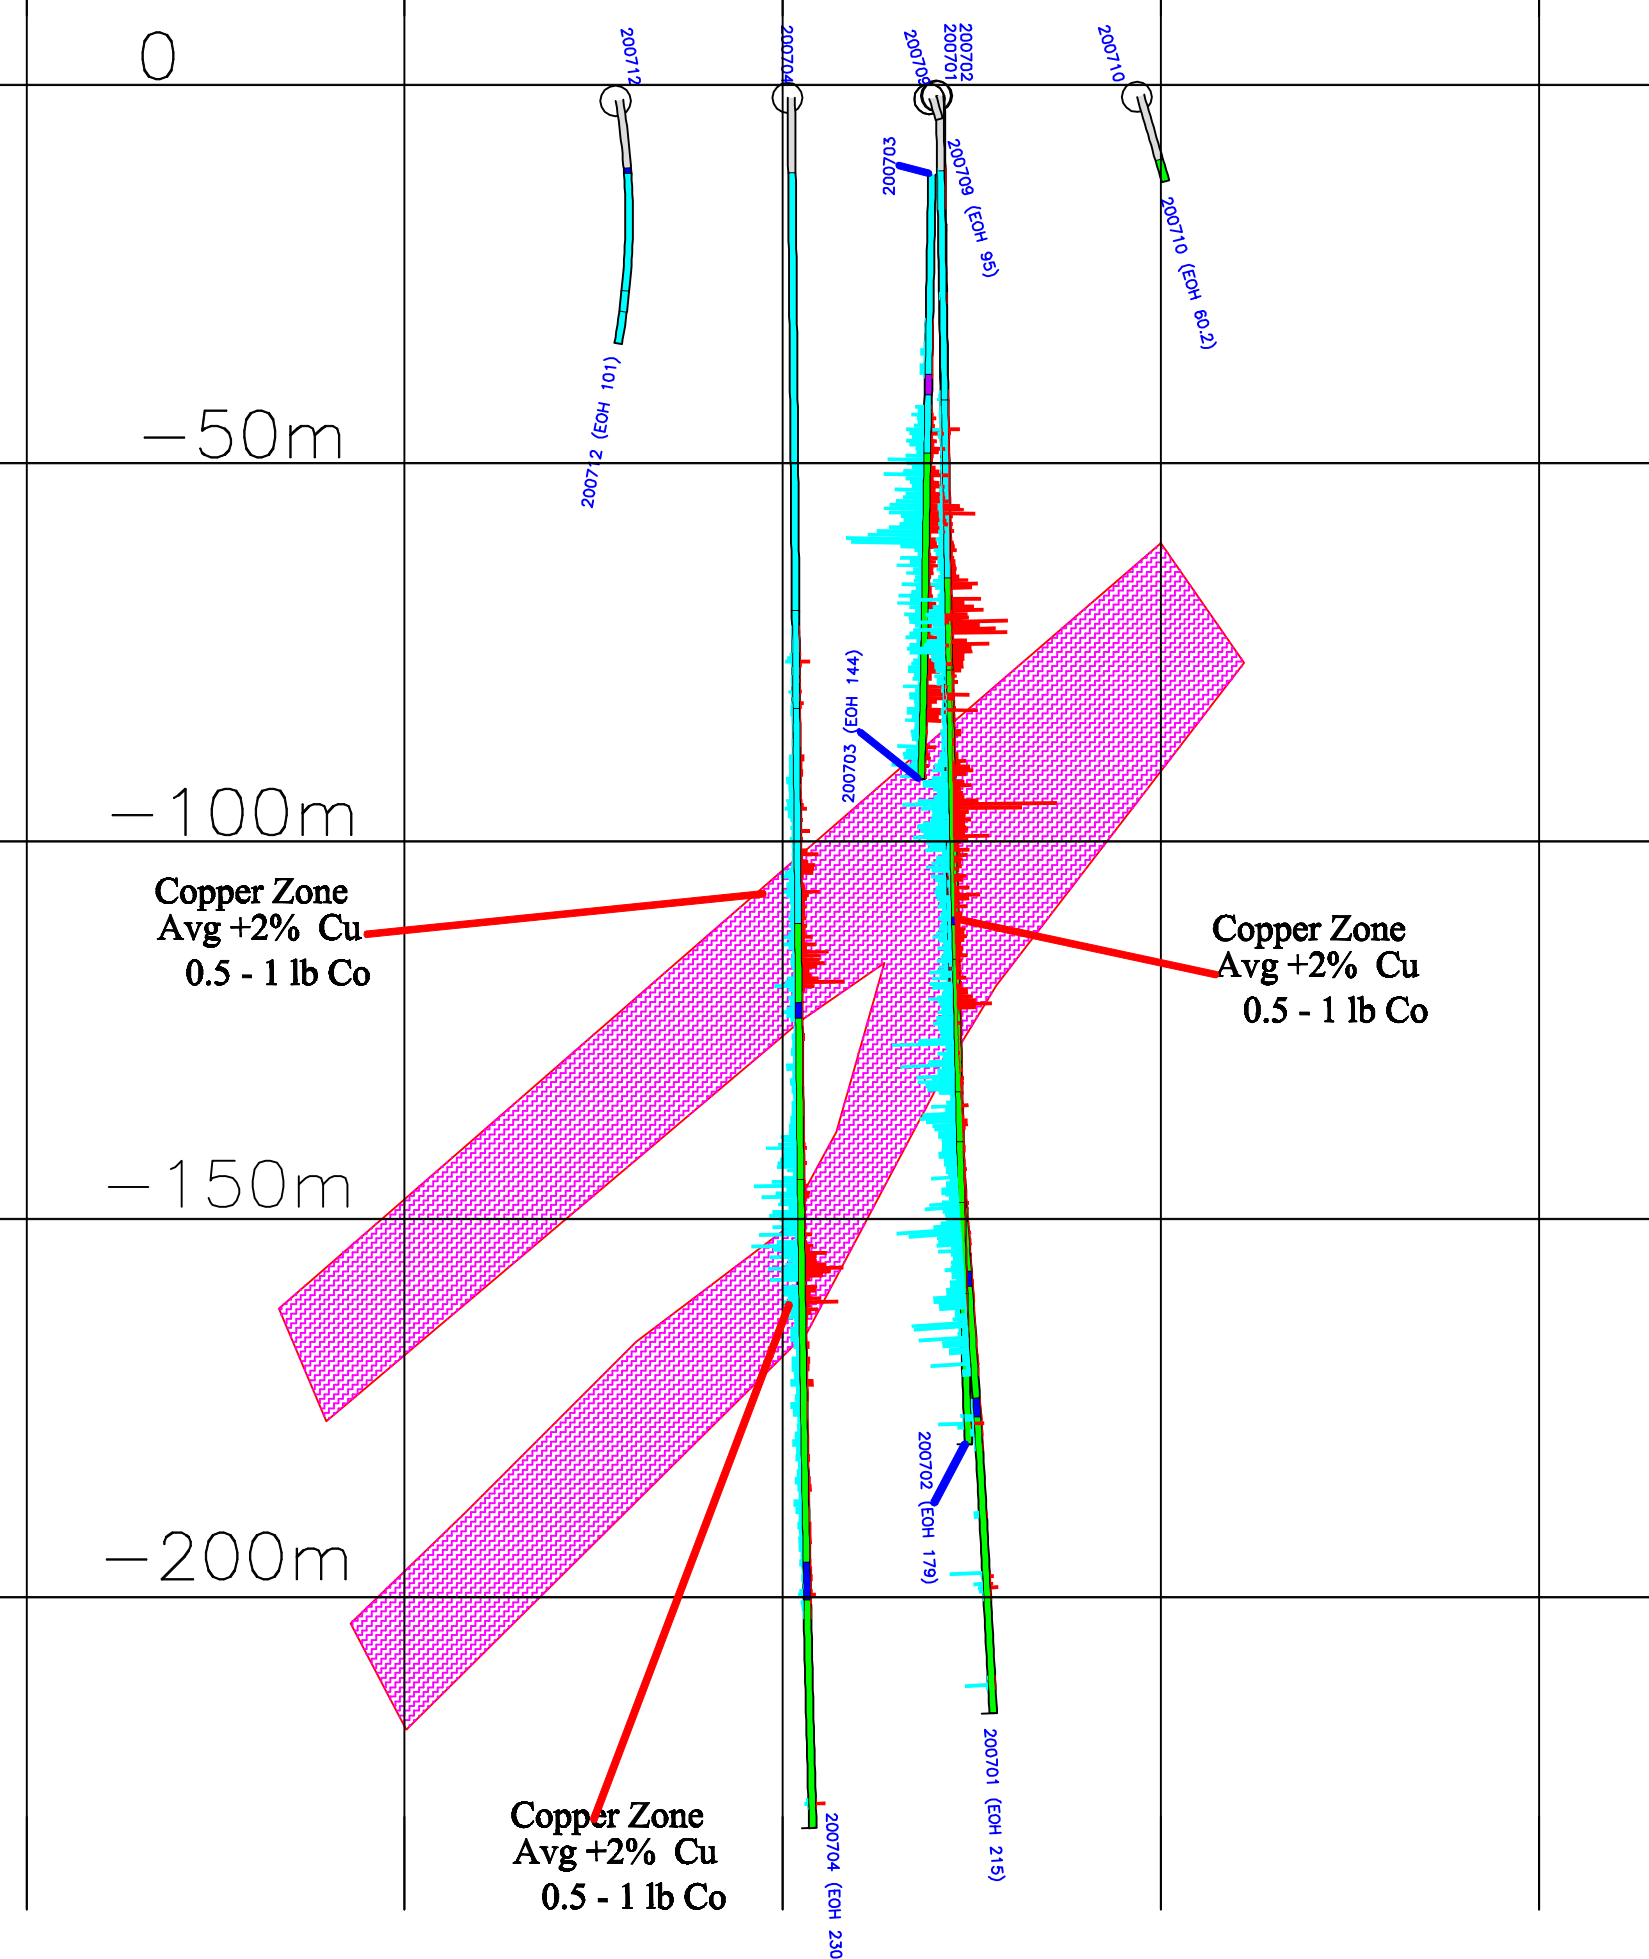 0
200712
200704
200709
200701
200702
200710
200703
200709 (EOH 95)
200710 (EOH 60.2)
200712 (EOH 101)
-50m
200703 (EOH 144)
-100m
Copper Zone
Avg +2% Cu
0.5 - 1 lb Co
Copper Zone
Avg +2% Cu
0.5 - 1 lb Co
-150m
200702 (EOH 179)
-200m
200701 (EOH 215)
Copper Zone
Avg +2% Cu
0.5 - 1 lb Co
200704 (EOH 230